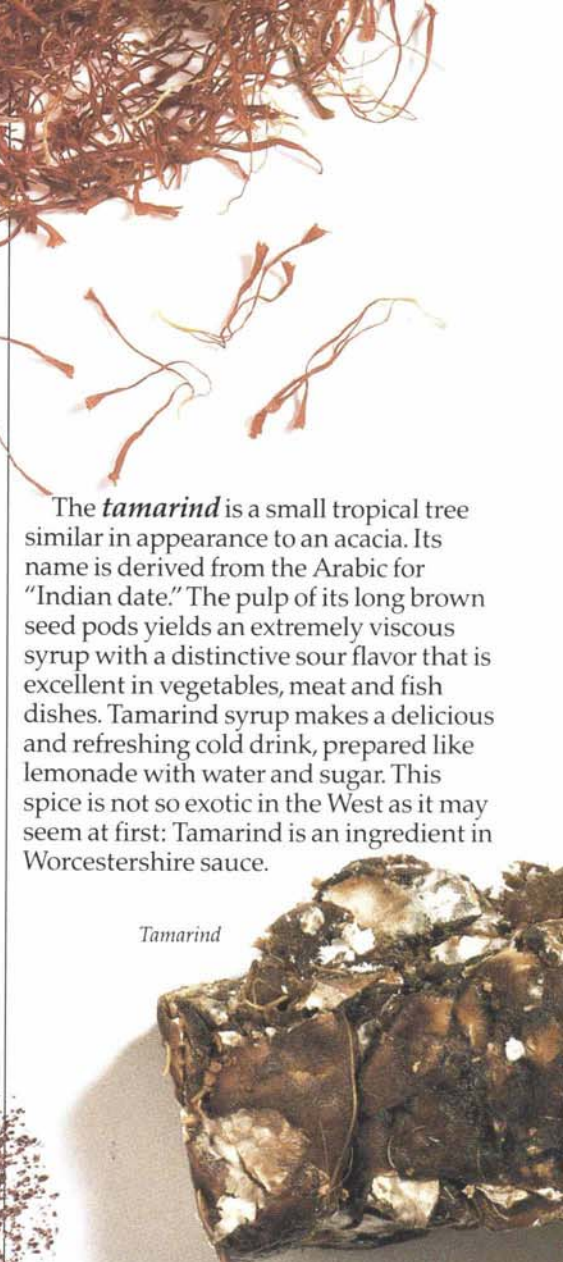 The tamarind is a small tropical tree
similar in appearance to an acacia. Its
name is derived from the Arabic for
“Indian date.” The pulp of its long brown
seed pods yields an extremely viscous
syrup with a distinctive sour flavor that is
excellent in vegetables, meat and fish
dishes. Tamarind syrup makes a delicious
and refreshing cold drink, prepared like
lemonade with water and sugar. This
spice is not so exotic in the West as it may
seem at first: Tamarind is an ingredient in
Worcestershire sauce.
Tamarind